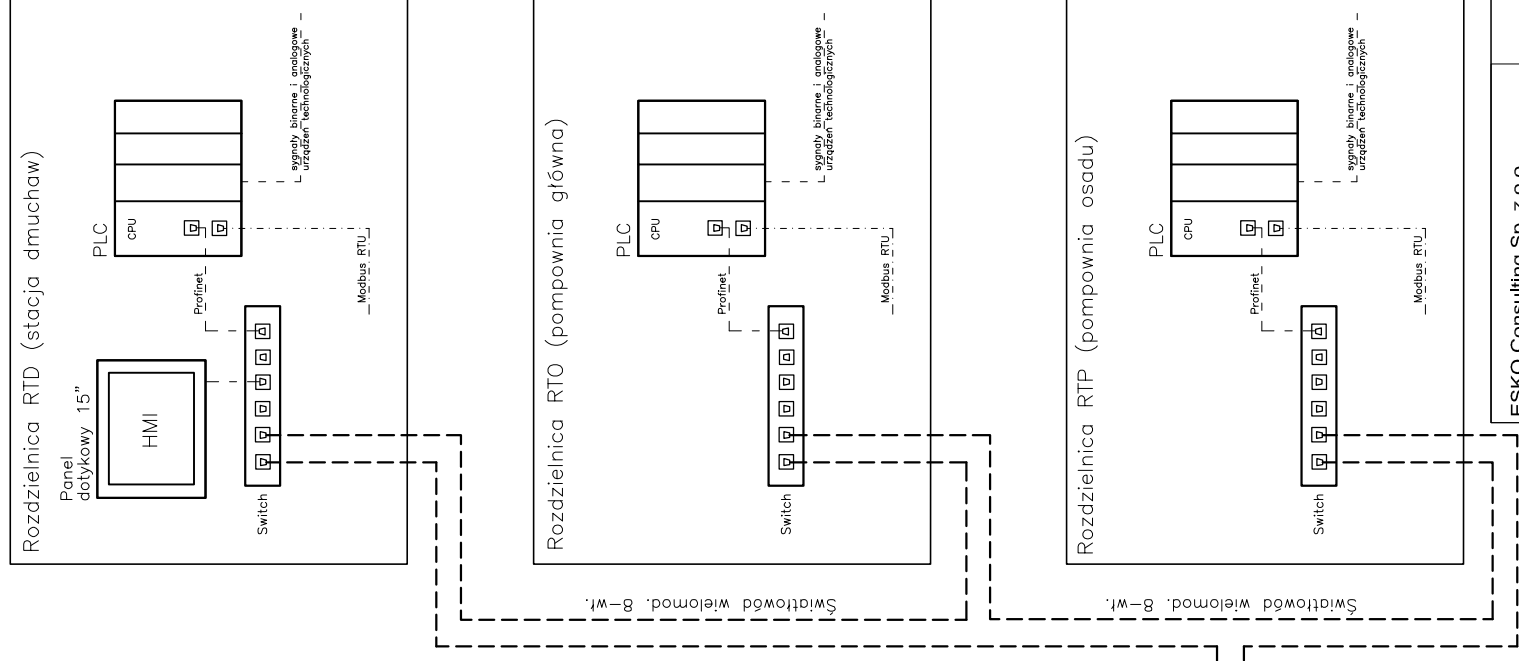 Rozdzielnica RTD (stacja dmuchaw)
Panel
dotykowy 15"
HMI
Switch
PLC
CPU
Profinet
Modbus RTU
sygnały binarne i analogowe
urządzeń technologicznych
Światłowód wielomod. 8-wł.
Rozdzielnica RTO (pompownia główna)
Switch
PLC
CPU
Profinet
Modbus RTU
sygnały binarne i analogowe
urządzeń technologicznych
Światłowód wielomod. 8-wł.
Rozdzielnica RTP (pompownia osadu)
Switch
PLC
CPU
Profinet
Modbus RTU
sygnały binarne i analogowe
urządzeń technologicznych
ESKO Consulting Sp. z o.o.